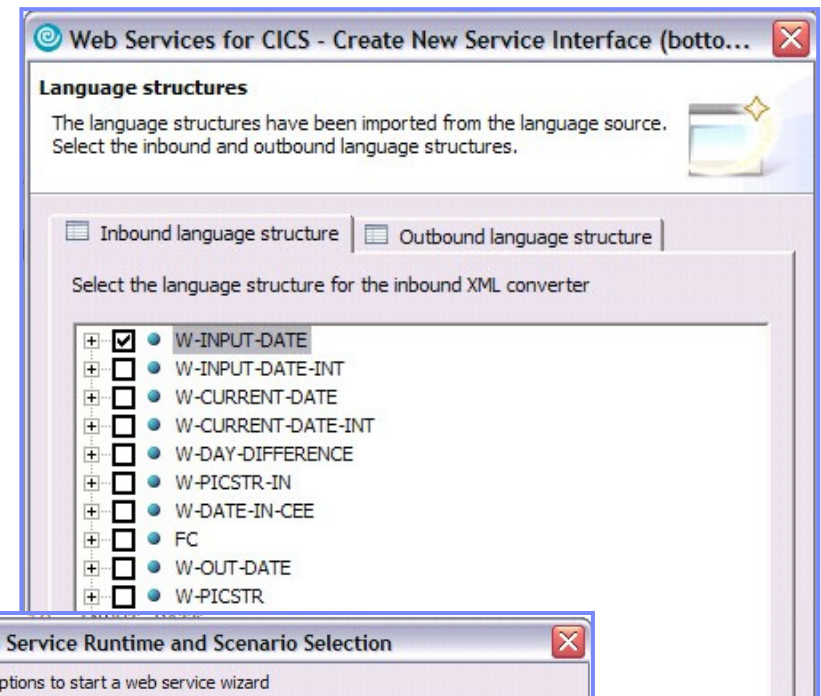 Web Services for CICS - Create New Service Interface (botto...
Language structures
The language structures have been imported from the language source.
Select the inbound and outbound language structures.
Inbound language structure
Outbound language structure
Select the language structure for the inbound XML converter
W-INPUT-DATE
W-INPUT-DATE-INT
W-CURRENT-DATE
W-CURRENT-DATE-INT
W-DAY-DIFFERENCE
W-PICSTR-IN
W-DATE-IN-CEE
FC
W-OUT-DATE
W-PICSTR
Service Runtime and Scenario Selection
ptions to start a web service wizard